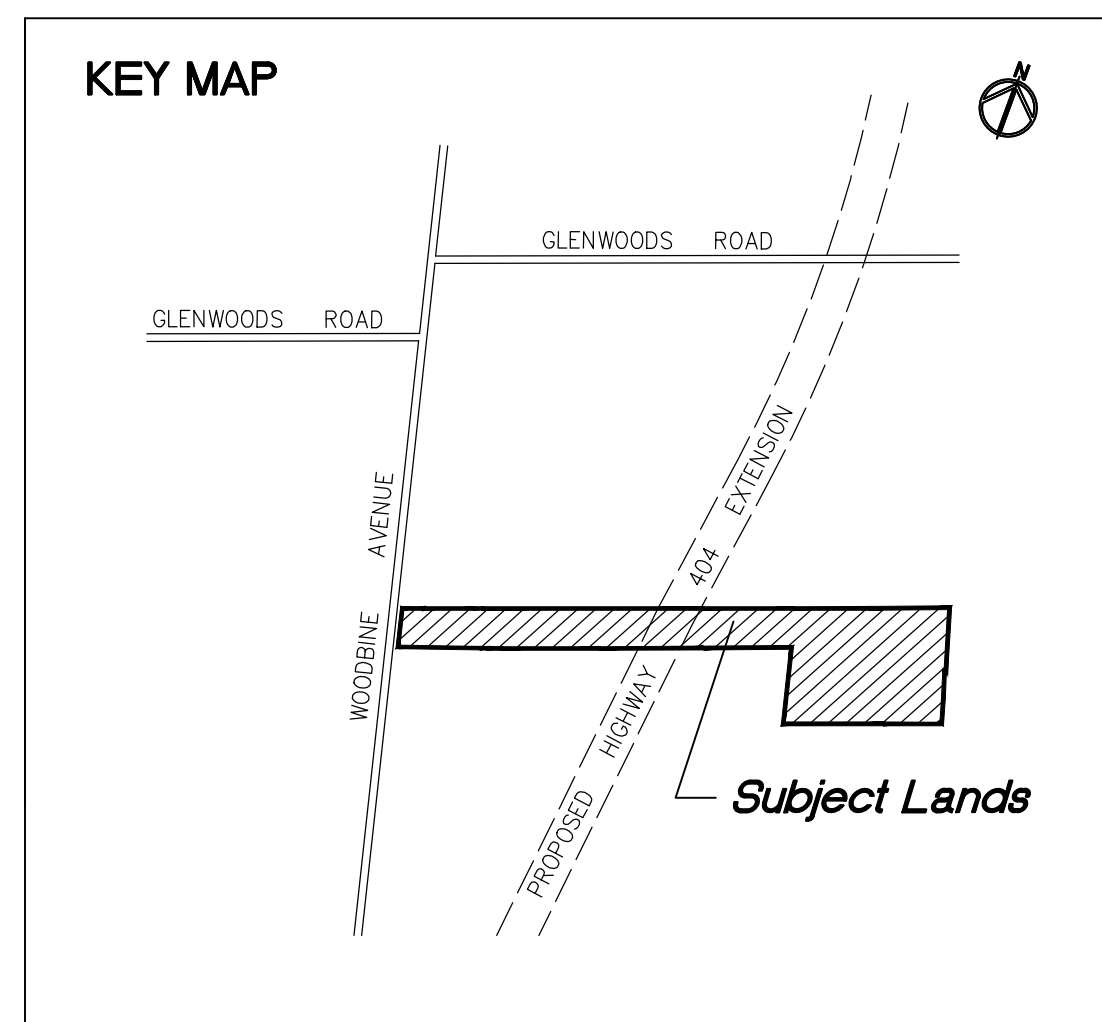 KEY MAP
N
GLENWOODS ROAD
GLENWOODS ROAD
WOODBINE AVENUE
PROPOSED HIGHWAY 404 EXTENSION
Subject Lands